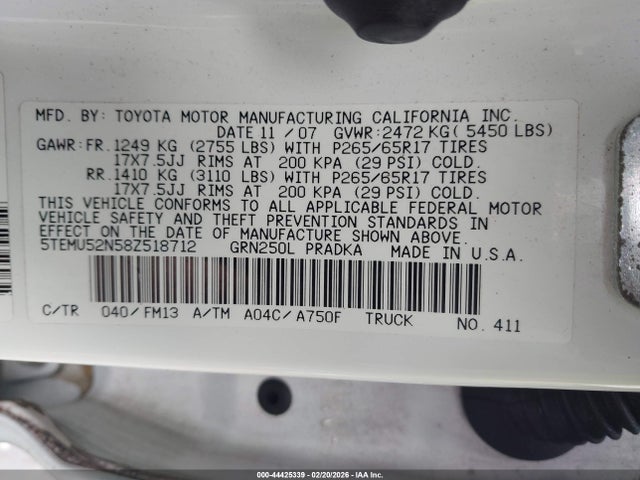 MFD. BY: TOYOTA MOTOR MANUFACTURING CALIFORNIA INC.
DATE 11 / 07 GVWR: 2472 KG ( 5450 LBS)
GAWR: FR. 1249 KG (2755 LBS) WITH P265/65R17 TIRES
17X7.5JJ RIMS AT 200 KPA (29 PSI) COLD.
RR. 1410 KG (3110 LBS) WITH P265/65R17 TIRES
17X7.5JJ RIMS AT 200 KPA (29 PSI) COLD.
THIS VEHICLE CONFORMS TO ALL APPLICABLE FEDERAL MOTOR
VEHICLE SAFETY AND THEFT PREVENTION STANDARDS IN
EFFECT ON THE DATE OF MANUFACTURE SHOWN ABOVE.
5TEMU52N58Z518712 GRN250L PRADKA MADE IN U.S.A.
C/TR 040/FM13 A/TM A04C/A750F TRUCK NO. 411
000-44425339 - 02/20/2026 - IAA Inc.